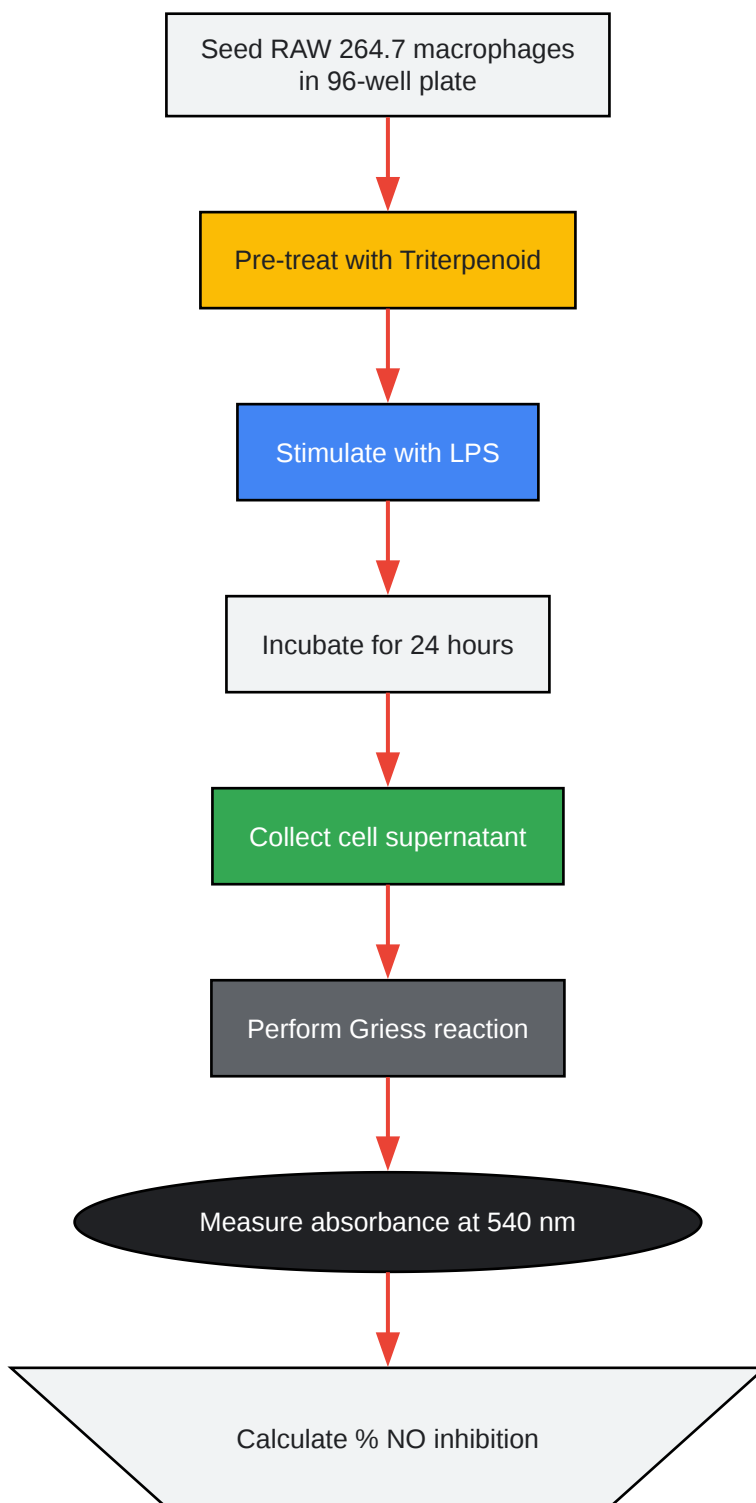 Seed RAW 264.7 macrophages
in 96-well plate
Pre-treat with Triterpenoid
Stimulate with LPS
Incubate for 24 hours
Collect cell supernatant
Perform Griess reaction
Measure absorbance at 540 nm
Calculate % NO inhibition